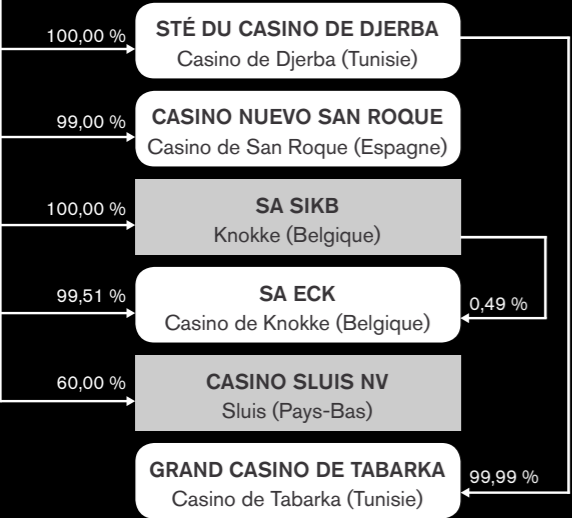 100,00 %
STÉ DU CASINO DE DJERBA
Casino de Djerba (Tunisie)
99,00 %
CASINO NUEVO SAN ROQUE
Casino de San Roque (Espagne)
100,00 %
SA SIKB
Knokke (Belgique)
99,51 %
SA ECK
Casino de Knokke (Belgique)
0,49 %
60,00 %
CASINO SLUIS NV
Sluis (Pays-Bas)
GRAND CASINO DE TABARKA
Casino de Tabarka (Tunisie)
99,99 %